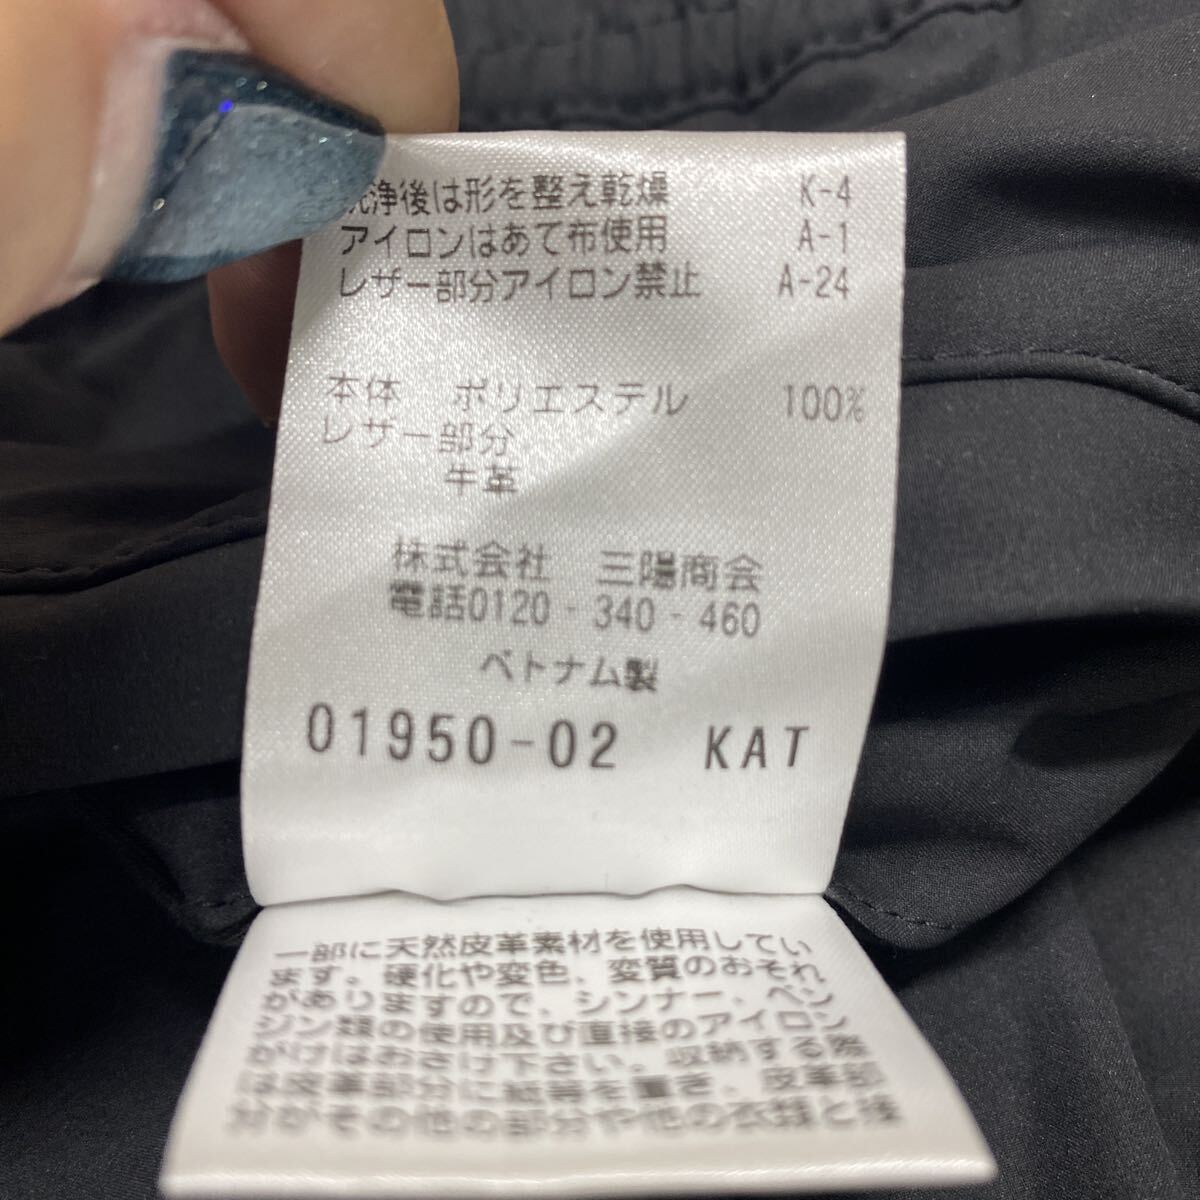 浄後は形を整え乾燥 K-4
アイロンはあて布使用 A-1
レザー部分アイロン禁止 A-24
本体 ポリエステル 100%
レザー部分
牛革
株式会社 三陽商会
電話0120-340-460
ベトナム製
01950-02 KAT
一部に天然皮革素材を使用してい
ます。硬化や変色、変質のおそれ
がありますので、シンナー、ベン
ジン類の使用及び直接のアイロン
がけはおさけ下さい。収納する際
は皮革部分に紙等を置き、皮革部
分がその他の部分や他の衣類と接